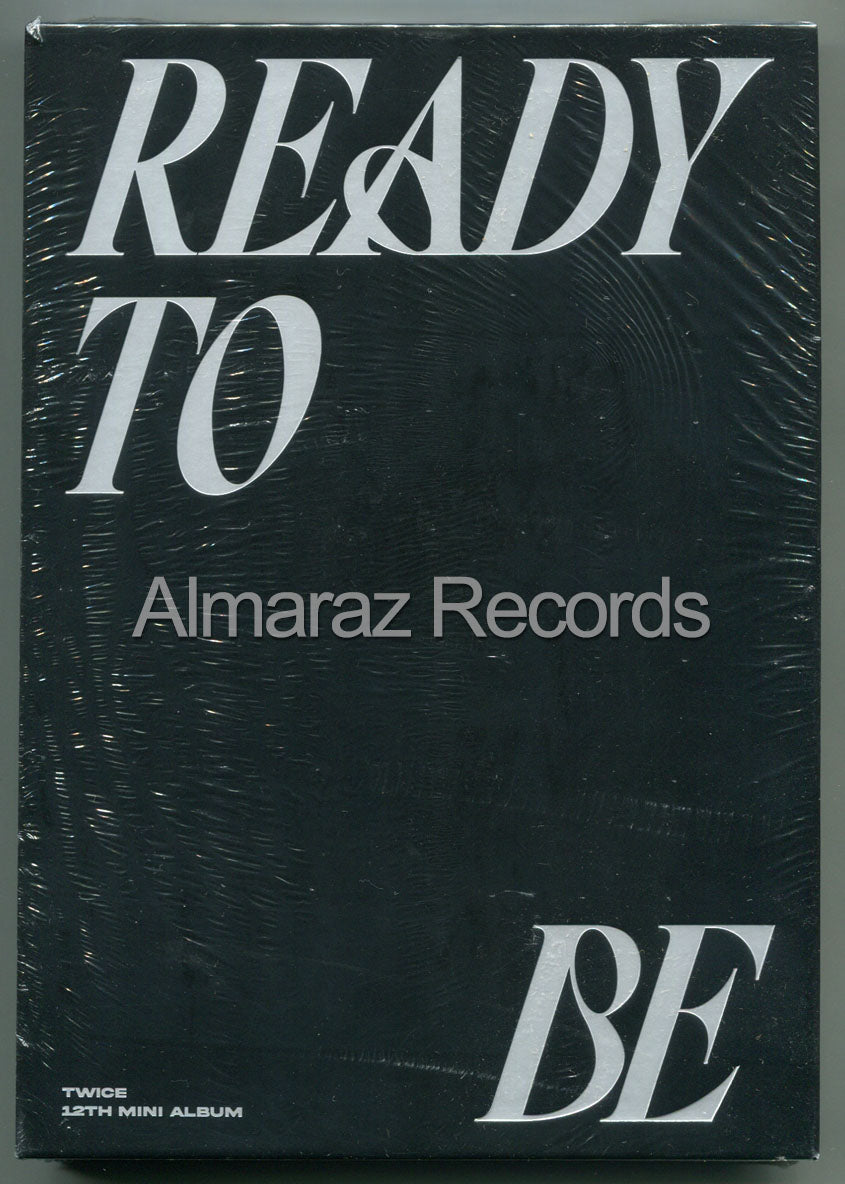 READY
TO
Almaraz Records
BE
TWICE
12TH MINI ALBUM